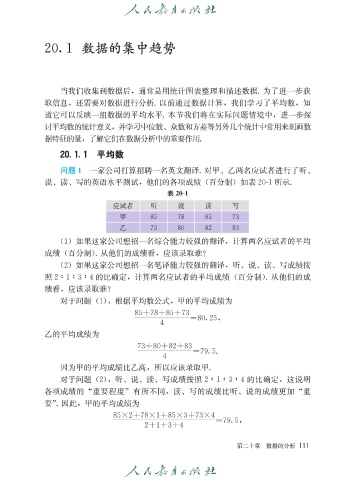 人民教育出版社
20.1 数据的集中趋势
当我们收集到数据后，通常是用统计图表整理和描述数据. 为了进一步获
取信息，还需要对数据进行分析. 以前通过数据计算，我们学习了平均数，知
道它可以反映一组数据的平均水平. 本节我们将在实际问题情境中，进一步探
讨平均数的统计意义，并学习中位数、众数和方差等另外几个统计中常用来刻画数
据特征的量，了解它们在数据分析中的重要作用.
20.1.1 平均数
问题1 一家公司打算招聘一名英文翻译. 对甲、乙两名应试者进行了听、
说、读、写的英语水平测试，他们的各项成绩（百分制）如表 20-1 所示.
表 20-1
应试者 听 说 读 写
甲 85 78 85 73
乙 73 80 82 83
（1）如果这家公司想招一名综合能力较强的翻译，计算两名应试者的平均
成绩（百分制）. 从他们的成绩看，应该录取谁？
（2）如果这家公司想招一名笔译能力较强的翻译，听、说、读、写成绩按
照 2∶1∶3∶4 的比确定，计算两名应试者的平均成绩（百分制）. 从他们的成
绩看，应该录取谁？
对于问题（1），根据平均数公式，甲的平均成绩为
85+78+85+73
4
=80.25，
乙的平均成绩为
73+80+82+83
4
=79.5.
因为甲的平均成绩比乙高，所以应该录取甲.
对于问题（2），听、说、读、写成绩按照 2∶1∶3∶4 的比确定，这说明
各项成绩的“重要程度”有所不同，读、写的成绩比听、说的成绩更加“重
要”. 因此，甲的平均成绩为
85×2+78×1+85×3+73×4
2+1+3+4
=79.5，
第二十章 数据的分析 111
人民教育出版社